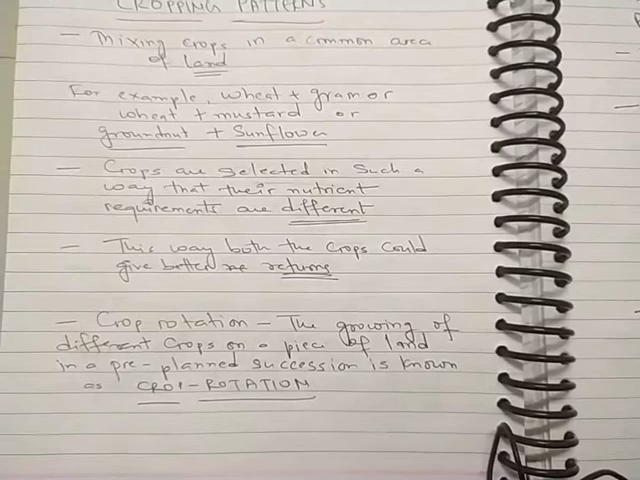 CROPPING PATTERNS
- Mixing crops in a common area
of land
For example, wheat + gram or
wheat + mustard or
groundnut + Sunflower
- Crops are selected in such a
way that their nutrient
requirements are different
- This way both the crops could
give better re returns
- Crop rotation - The growing of
different crops on a piece of land
in a pre-planned succession is known
as CROP-ROTATION